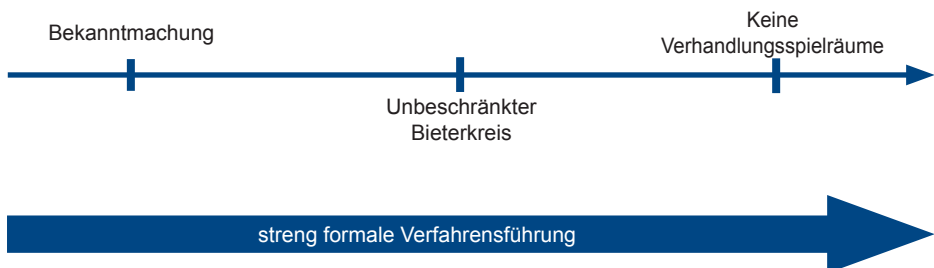 Bekanntmachung
Keine
Verhandlungsspielräume
Unbeschränkter
Bieterkreis
streng formale Verfahrensführung